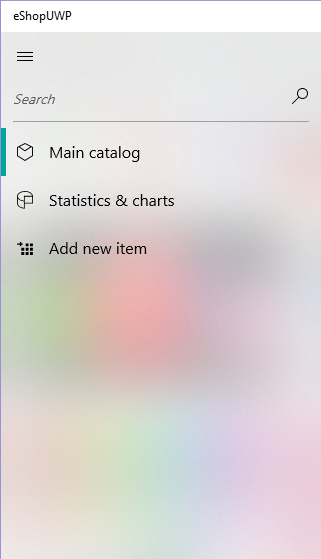 eShopUWP
Search
Main catalog
Statistics & charts
Add new item